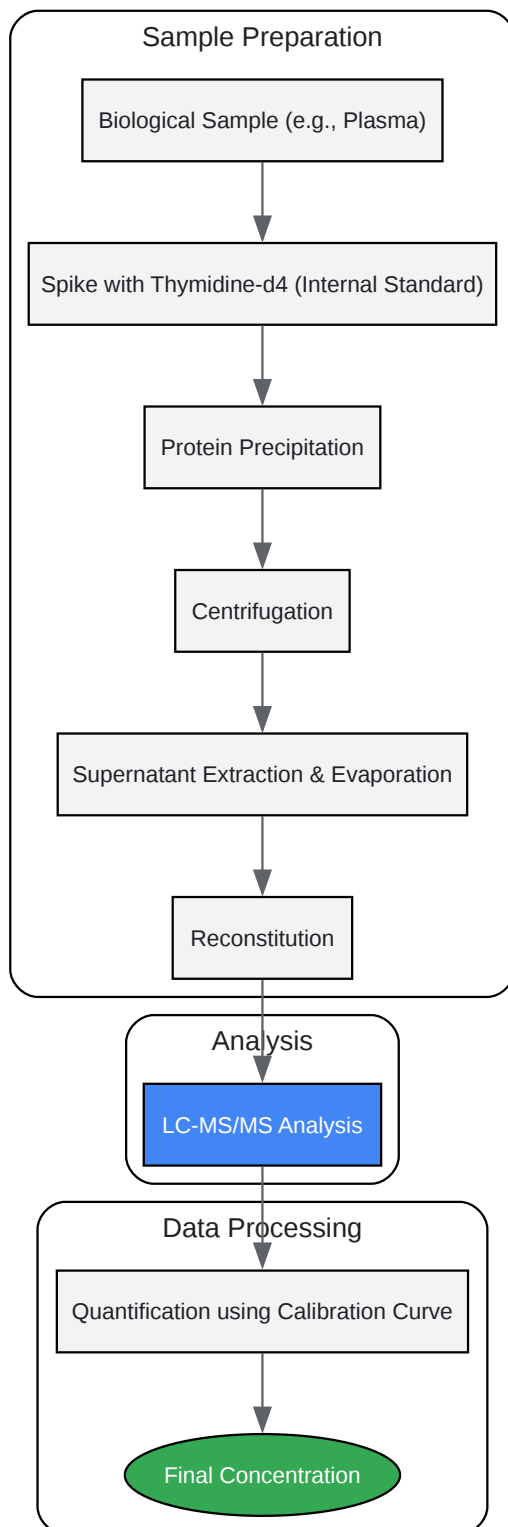 Sample Preparation
Biological Sample (e.g., Plasma)
Spike with Thymidine-d4 (Internal Standard)
Protein Precipitation
Centrifugation
Supernatant Extraction & Evaporation
Reconstitution
Analysis
LC-MS/MS Analysis
Data Processing
Quantification using Calibration Curve
Final Concentration